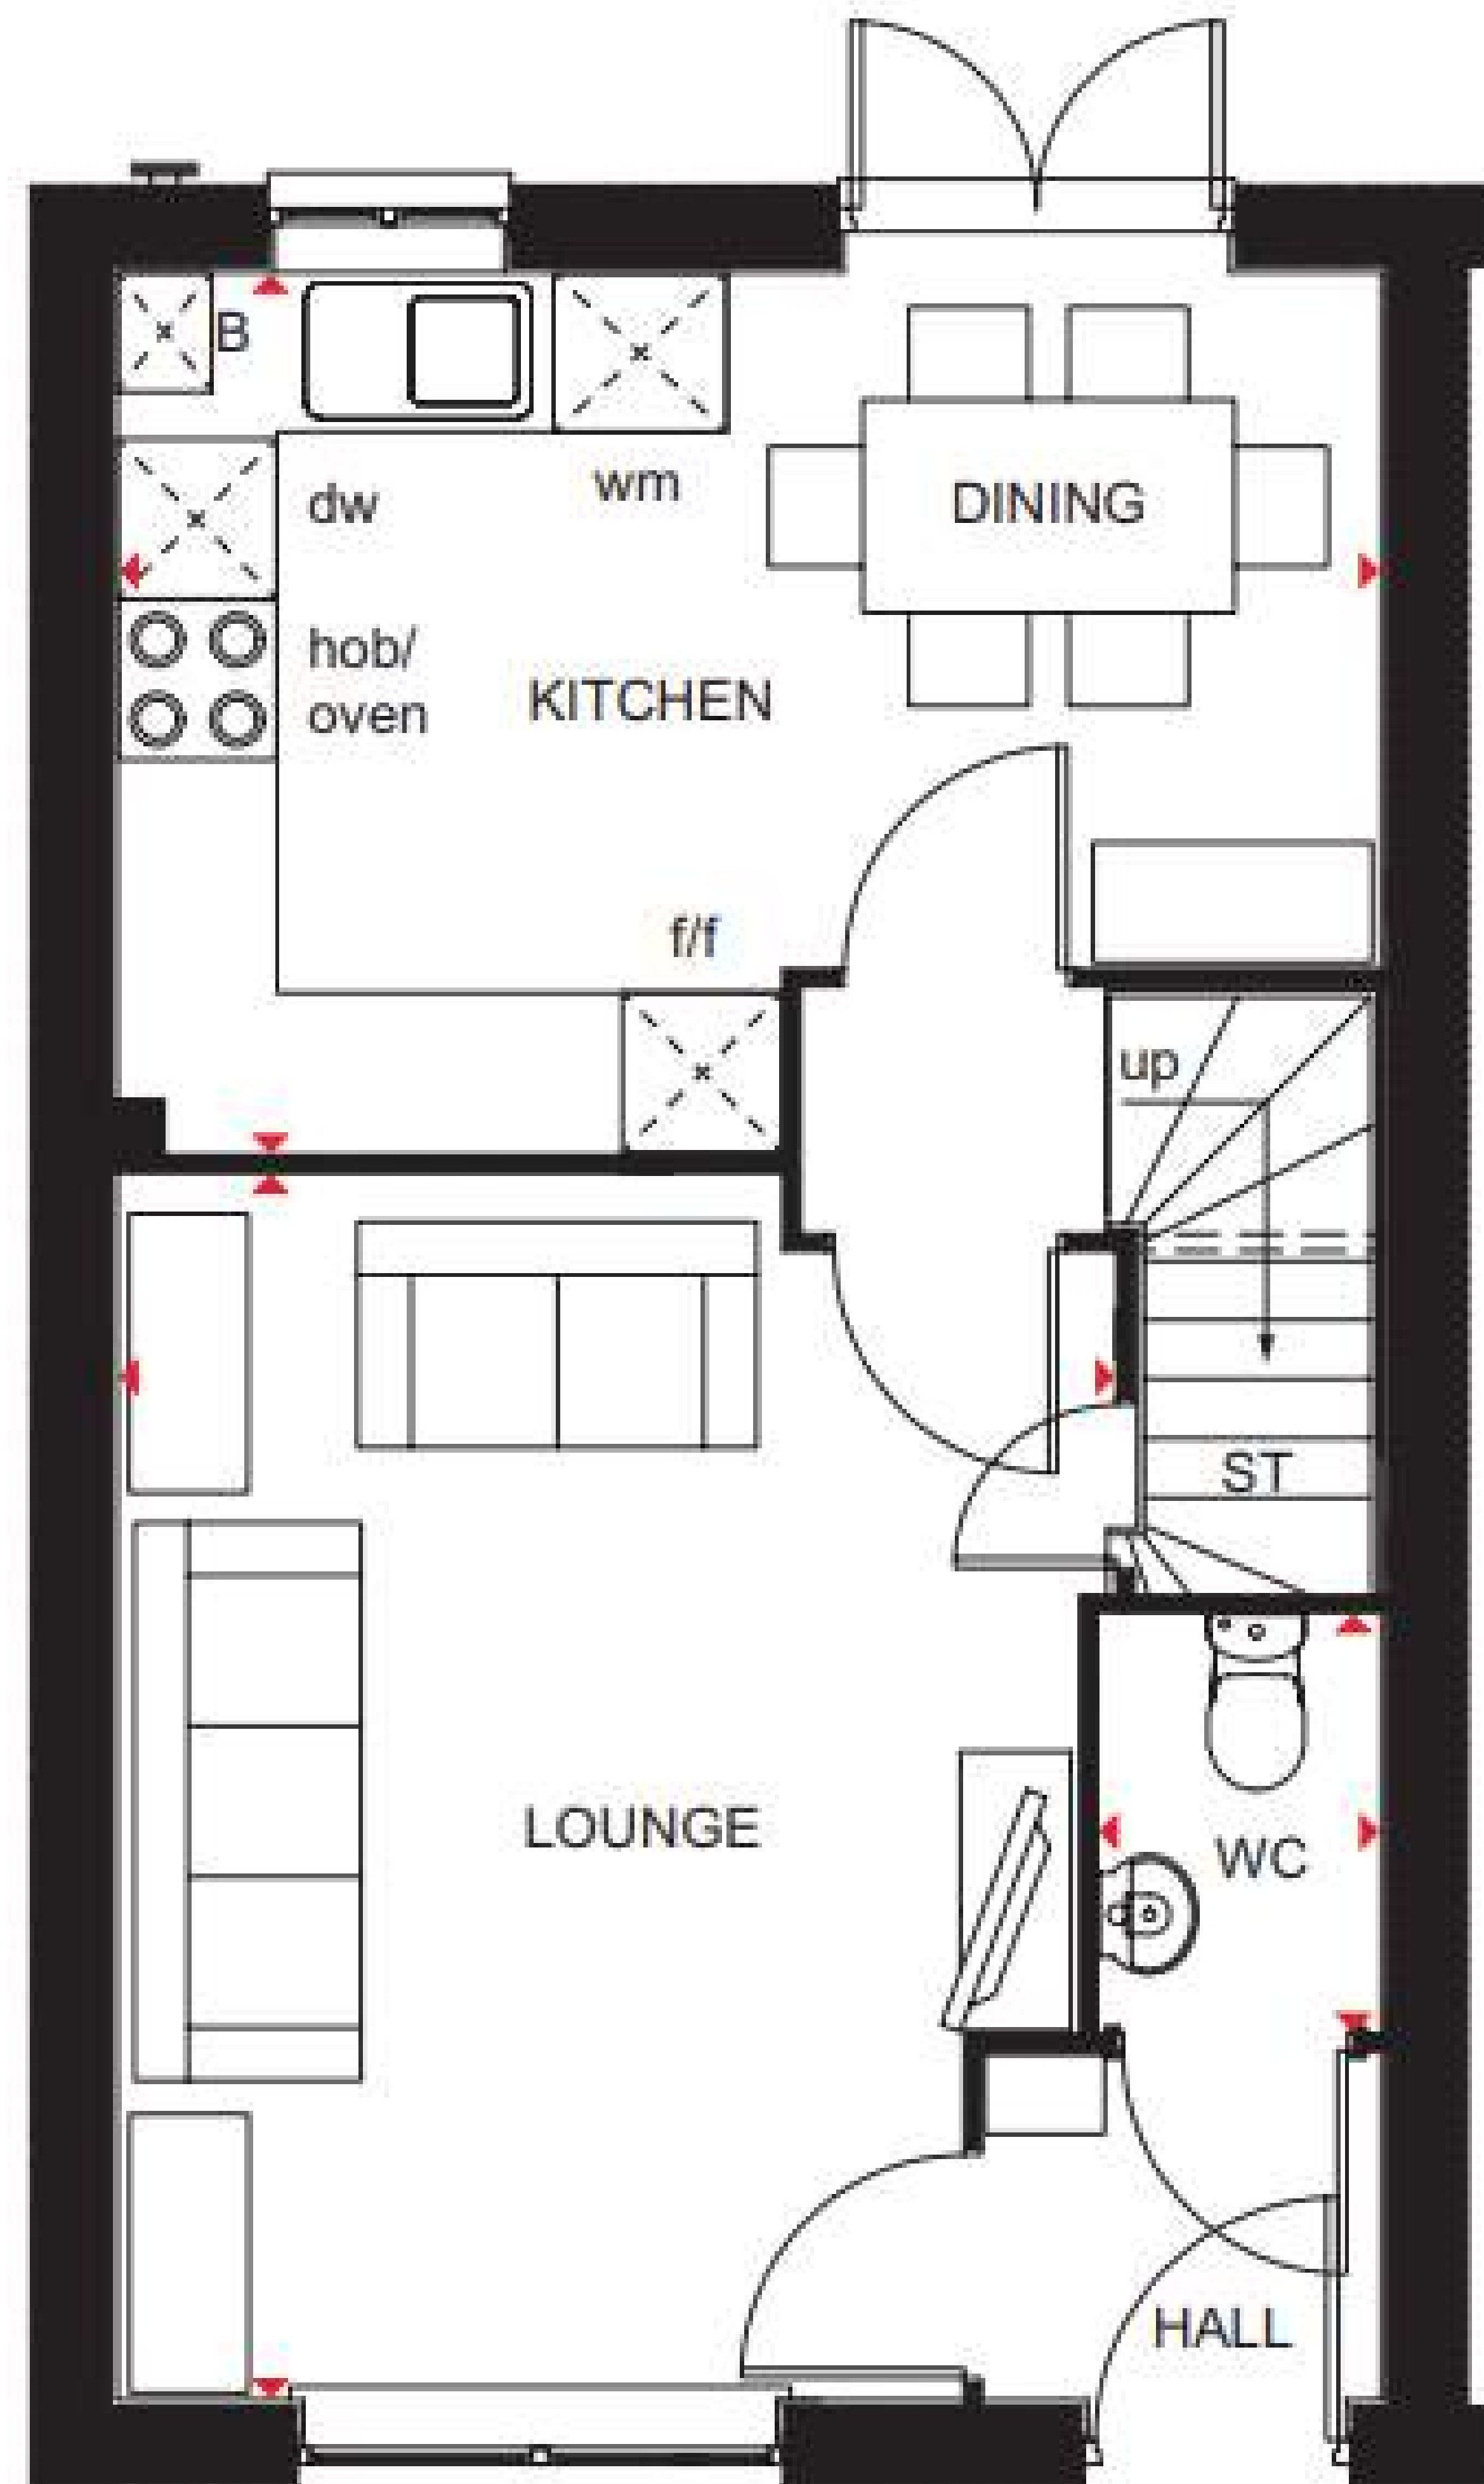 B
dw
wm
DINING
hob/
oven
KITCHEN
f/f
up
ST
LOUNGE
WC
HALL